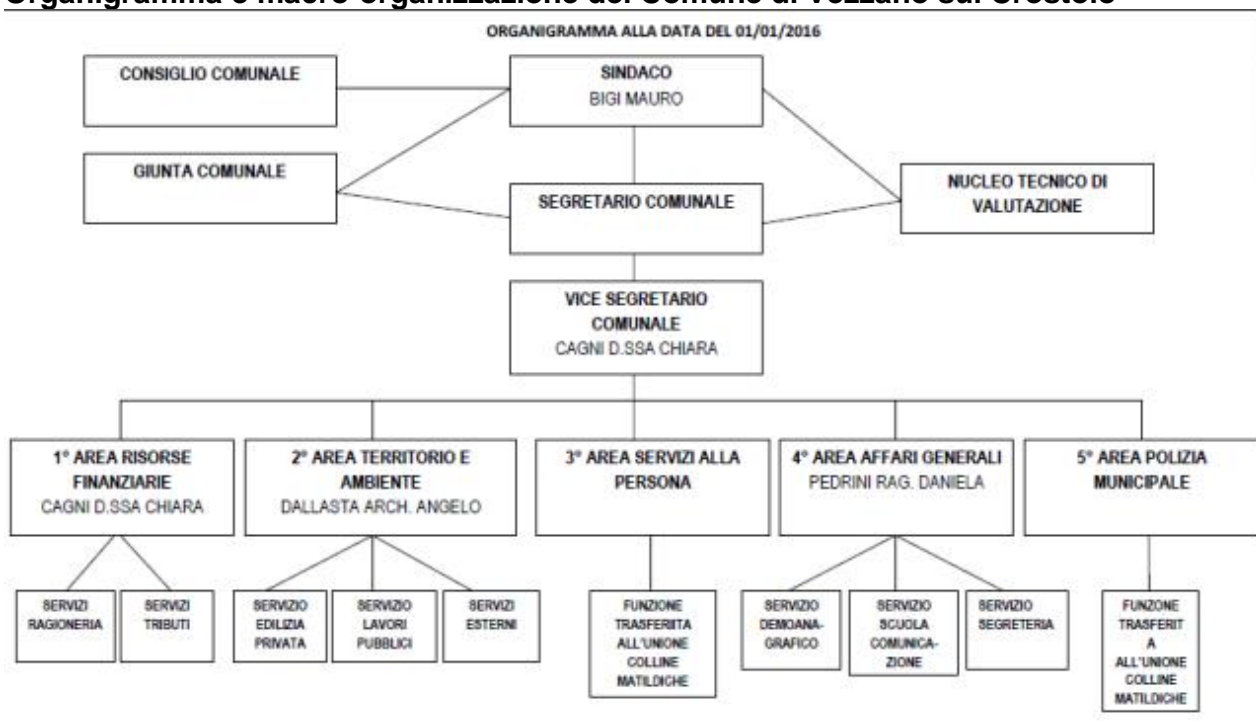 Organigramma e macro-organizzazione del Comune di Vezzano sul Crostolo
ORGANIGRAMMA ALLA DATA DEL 01/01/2016
CONSIGLIO COMUNALE
SINDACO
BIGI MAURO
GIUNTA COMUNALE
SEGRETARIO COMUNALE
NUCLEO TECNICO DI
VALUTAZIONE
VICE SEGRETARIO
COMUNALE
CAGNI D.SSA CHIARA
1° AREA RISORSE
FINANZIARIE
CAGNI D.SSA CHIARA
2° AREA TERRITORIO E
AMBIENTE
DALLASTA ARCH. ANGELO
3° AREA SERVIZI ALLA
PERSONA
4° AREA AFFARI GENERALI
PEDRINI RAG. DANIELA
5° AREA POLIZIA
MUNICIPALE
SERVIZI
RAGIONERIA
SERVIZI
TRIBUTI
SERVIZIO
EDILIZIA
PRIVATA
SERVIZIO
LAVORI
PUBBLICI
SERVIZI
ESTERNI
FUNZIONE
TRASFERIITA
ALL'UNIONE
COLLINE
MATILDICHE
SERVIZIO
DEMOANA-
GRAFICO
SERVIZIO
SCUOLA
COMUNICA-
ZIONE
SERVIZIO
SEGRETERIA
FUNZONE
TRASFERIT
A
ALL'UNIONE
COLLINE
MATILDICHE